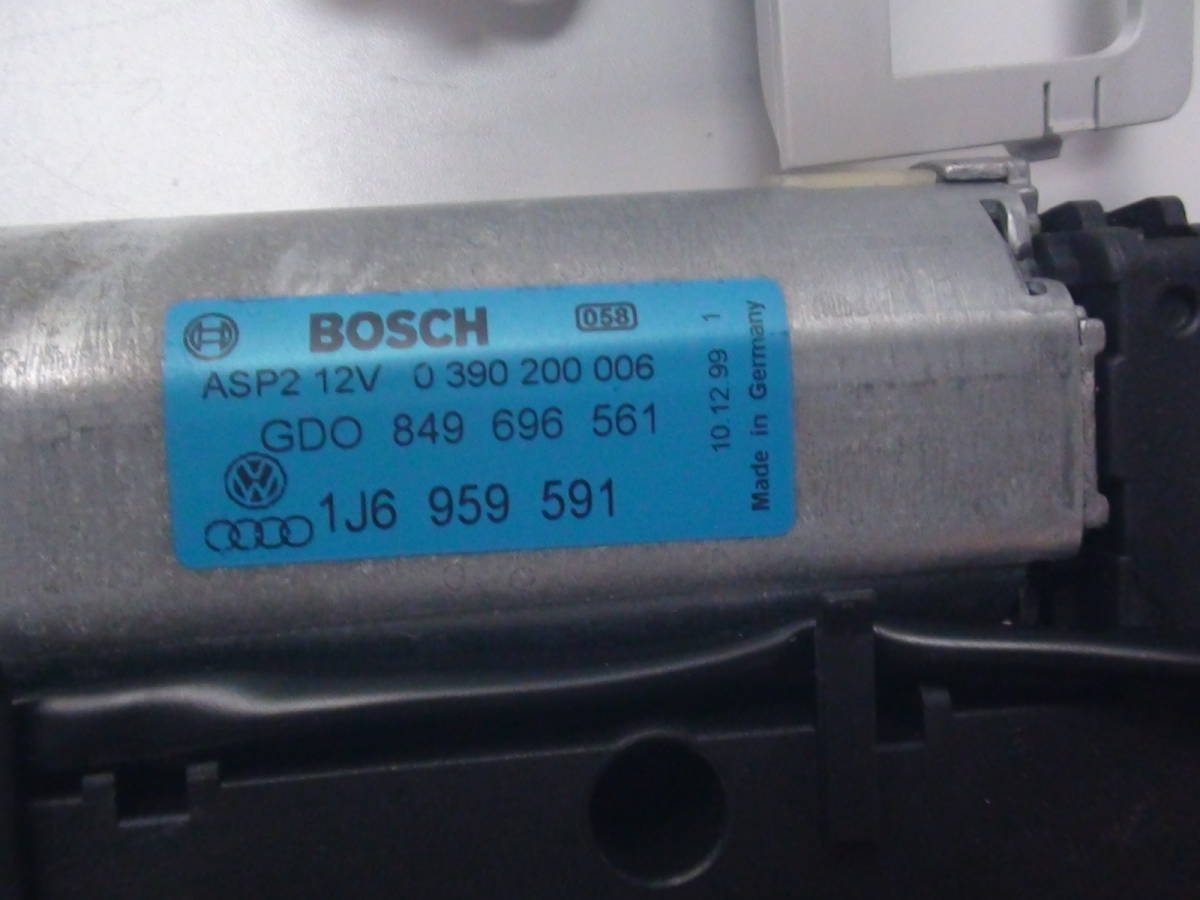 BOSCH 058
ASP2 12V 0 390 200 006
GDO 849 696 561
1J6 959 591
10.12.99 1
Made in Germany